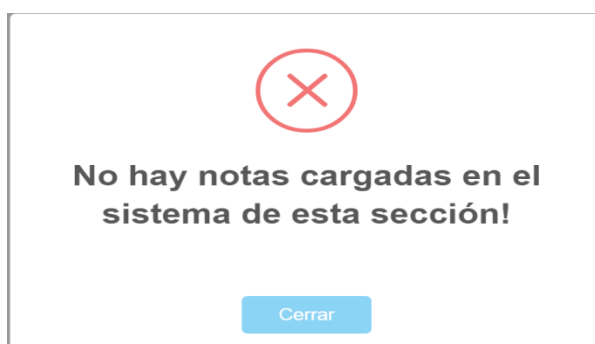 No hay notas cargadas en el
sistema de esta sección!
Cerrar